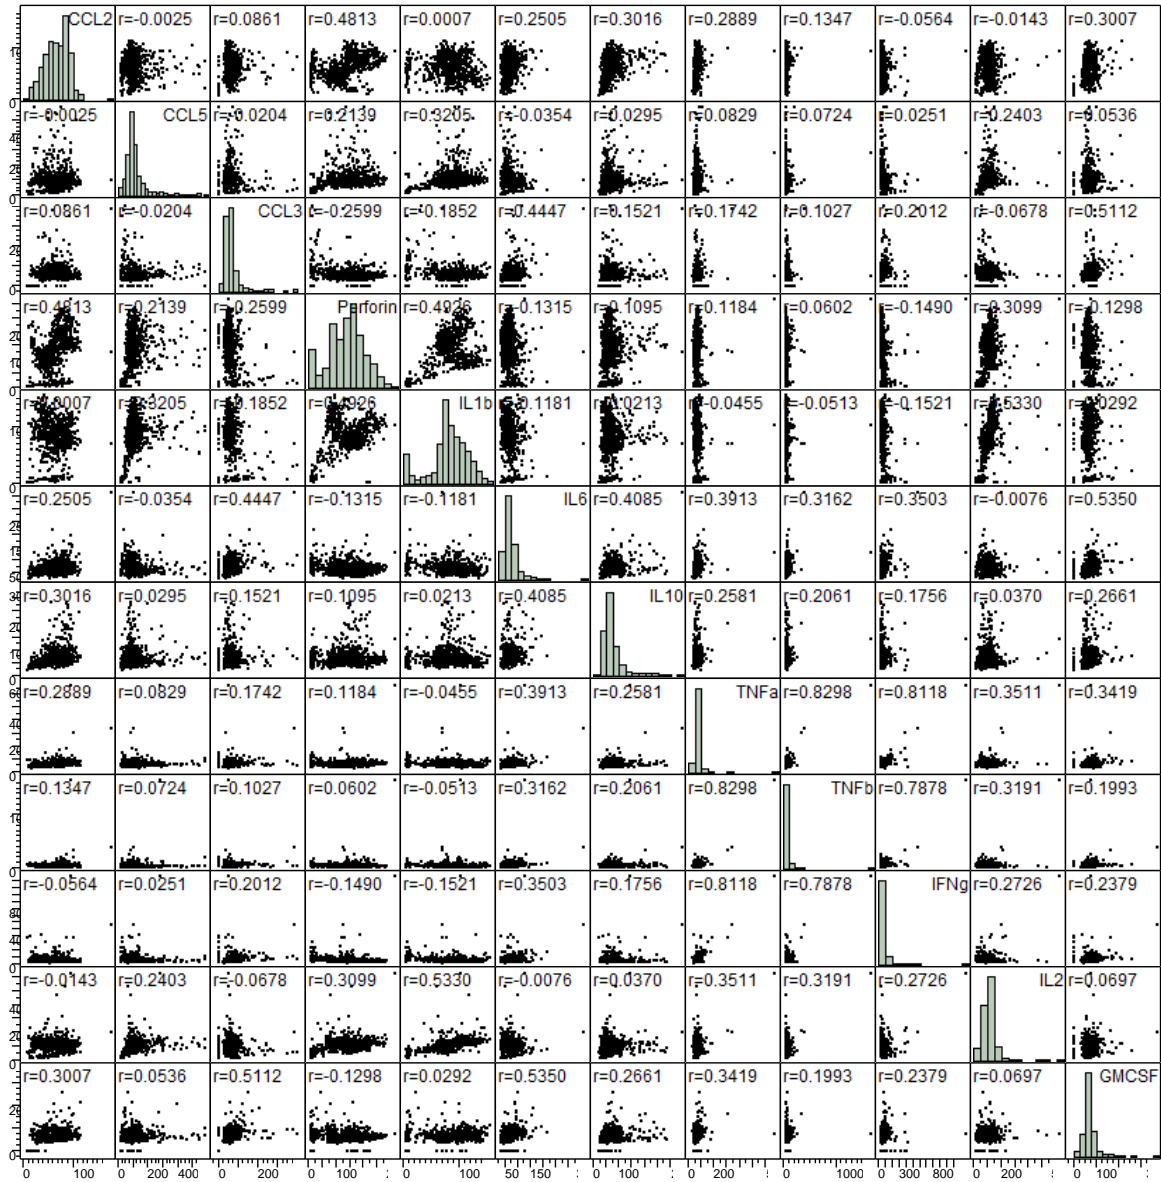 CCL2 r=-0.0025 r=0.0861 r=0.4813 r=0.0007 r=0.2505 r=0.3016 r=0.2889 r=0.1347 r=-0.0564 r=-0.0143 r=0.3007
r=-0.0025 CCL5 r=-0.0204 r=0.2139 r=0.3205 r=-0.0354 r=0.0295 r=0.0829 r=0.0724 r=0.0251 r=0.2403 r=0.0536
r=0.0861 r=-0.0204 CCL3 r=-0.2599 r=-0.1852 r=0.4447 r=0.1521 r=0.1742 r=0.1027 r=0.2012 r=-0.0678 r=0.5112
r=0.4813 r=0.2139 r=-0.2599 Perforin r=0.4926 r=-0.1315 r=0.1095 r=0.1184 r=0.0602 r=-0.1490 r=0.3099 r=-0.1298
r=0.0007 r=0.3205 r=-0.1852 r=0.4926 IL1b r=-0.1181 r=0.0213 r=-0.0455 r=-0.0513 r=-0.1521 r=0.5330 r=0.0292
r=0.2505 r=-0.0354 r=0.4447 r=-0.1315 r=-0.1181 IL6 r=0.4085 r=0.3913 r=0.3162 r=0.3503 r=-0.0076 r=0.5350
r=0.3016 r=0.0295 r=0.1521 r=0.1095 r=0.0213 r=0.4085 IL10 r=0.2581 r=0.2061 r=0.1756 r=0.0370 r=0.2661
r=0.2889 r=0.0829 r=0.1742 r=0.1184 r=-0.0455 r=0.3913 r=0.2581 TNFa r=0.8298 r=0.8118 r=0.3511 r=0.3419
r=0.1347 r=0.0724 r=0.1027 r=0.0602 r=-0.0513 r=0.3162 r=0.2061 r=0.8298 TNFb r=0.7878 r=0.3191 r=0.1993
r=-0.0564 r=0.0251 r=0.2012 r=-0.1490 r=-0.1521 r=0.3503 r=0.1756 r=0.8118 r=0.7878 IFNg r=0.2726 r=0.2379
r=-0.0143 r=0.2403 r=-0.0678 r=0.3099 r=0.5330 r=-0.0076 r=0.0370 r=0.3511 r=0.3191 r=0.2726 IL2 r=0.0697
r=0.3007 r=0.0536 r=0.5112 r=-0.1298 r=0.0292 r=0.5350 r=0.2661 r=0.3419 r=0.1993 r=0.2379 r=0.0697 GMCSF
0 100 0 200 400 0 200 0 100 0 100 50 150 0 100 0 200 0 1000 0 300 800 0 200 0 100